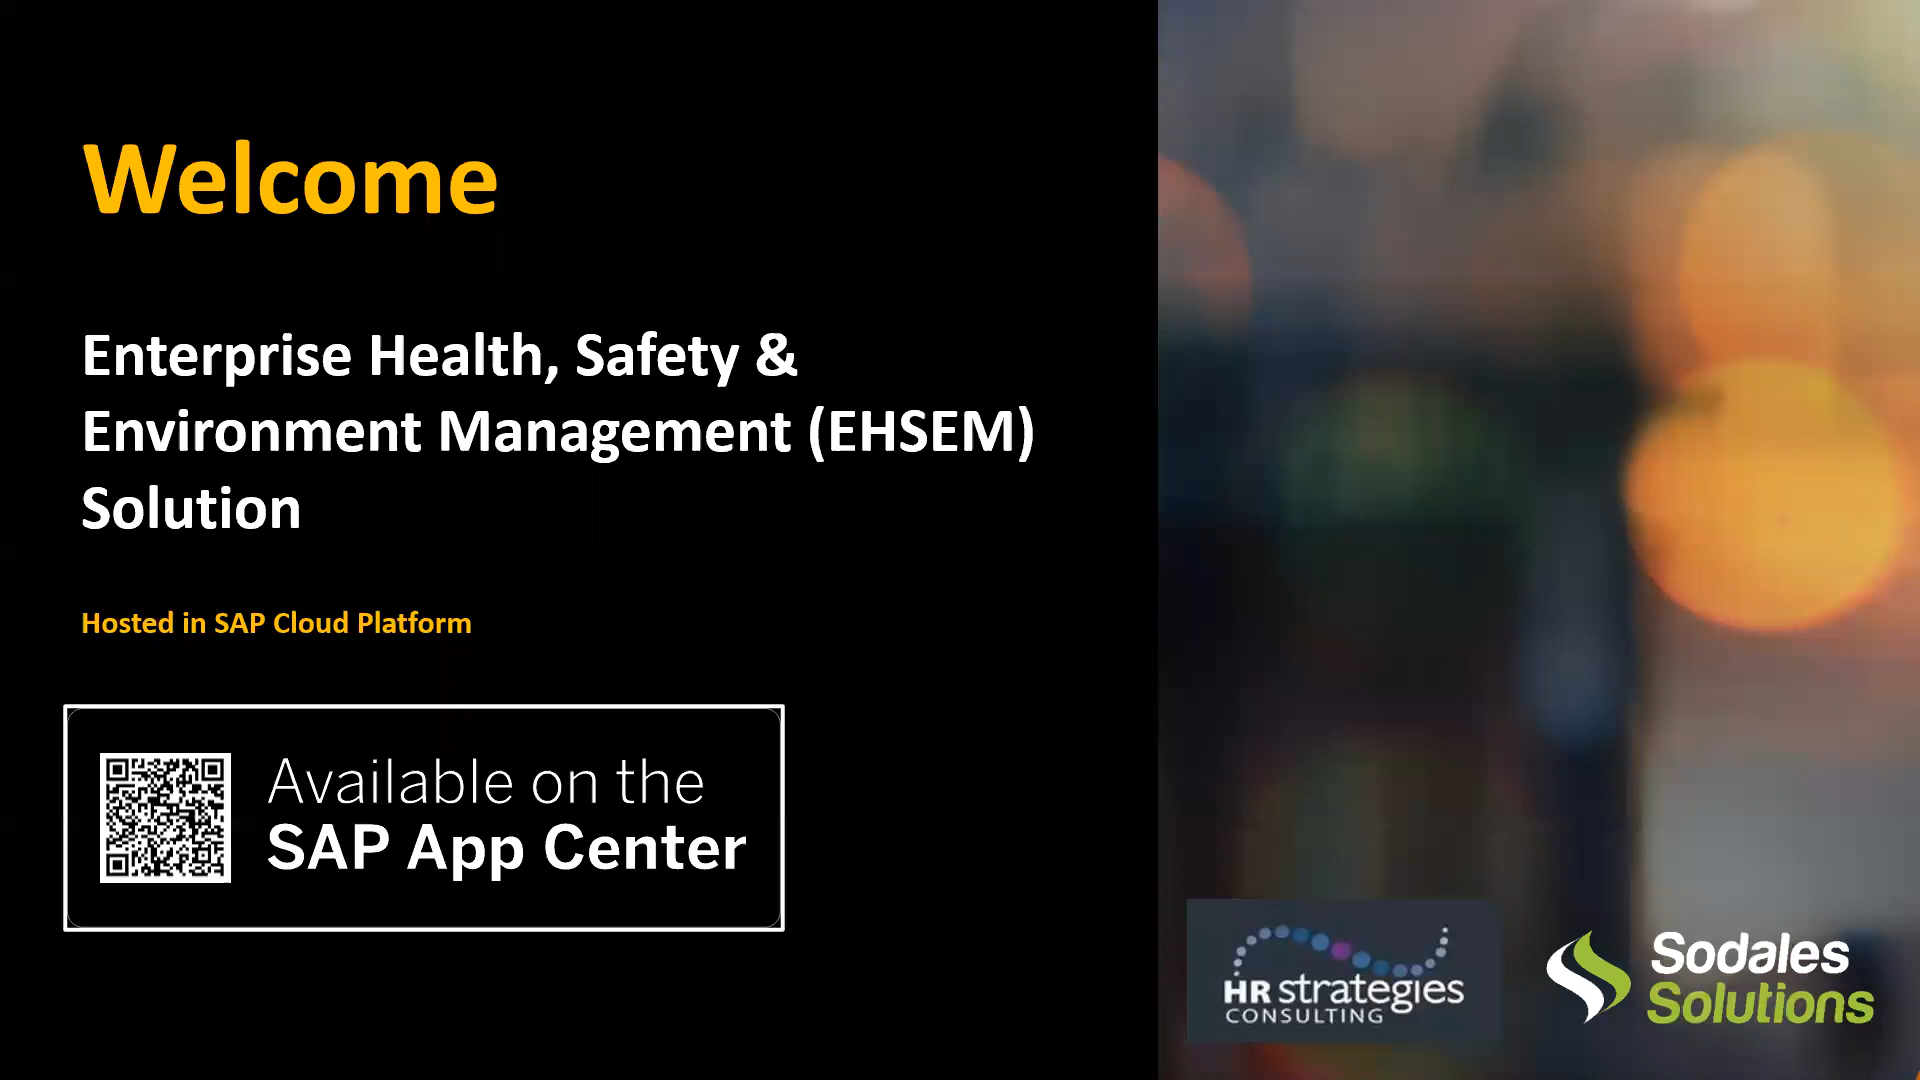 Welcome
Enterprise Health, Safety &
Environment Management (EHSEM)
Solution
Hosted in SAP Cloud Platform
Available on the
SAP App Center
HR strategies
CONSULTING
Sodales
Solutions